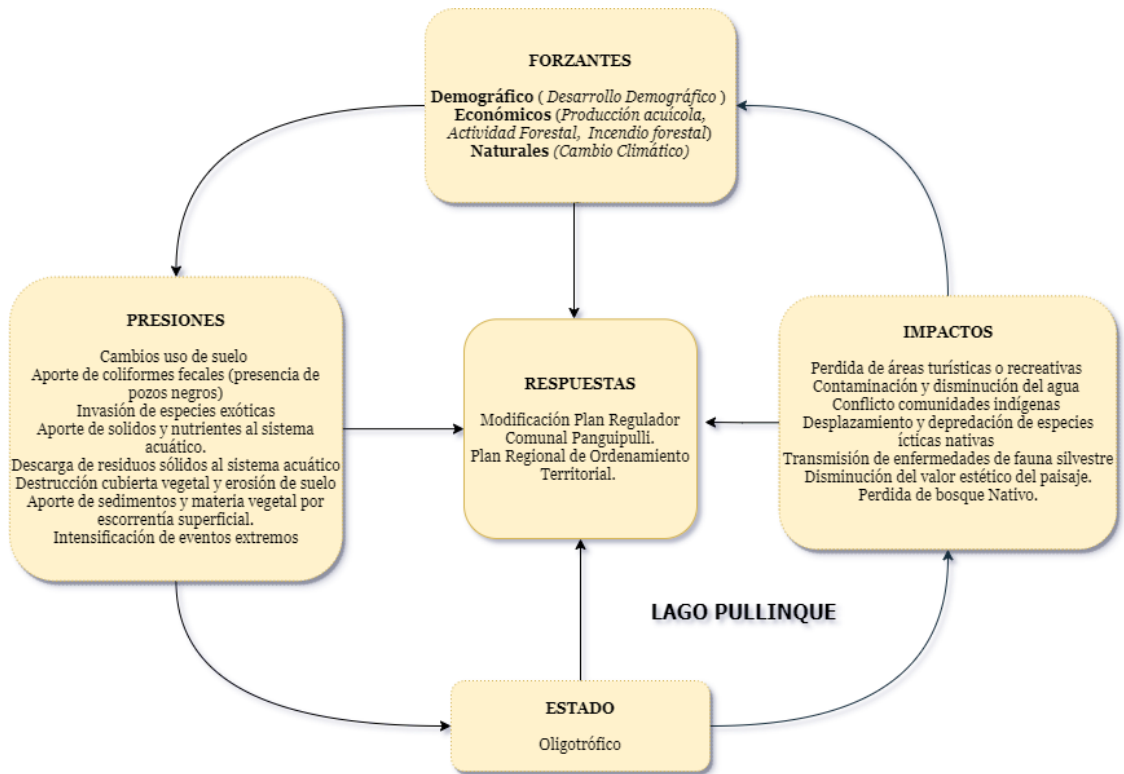 FORZANTES
Demográfico ( Desarrollo Demográfico )
Económicos (Producción acuícola,
Actividad Forestal, Incendio forestal)
Naturales (Cambio Climático)
PRESIONES
Cambios uso de suelo
Aporte de coliformes fecales (presencia de
pozos negros)
Invasión de especies exóticas
Aporte de solidos y nutrientes al sistema
acuático.
Descarga de residuos sólidos al sistema acuático
Destrucción cubierta vegetal y erosión de suelo
Aporte de sedimentos y materia vegetal por
escorrentía superficial.
Intensificación de eventos extremos
RESPUESTAS
Modificación Plan Regulador
Comunal Panguipulli.
Plan Regional de Ordenamiento
Territorial.
IMPACTOS
Perdida de áreas turísticas o recreativas
Contaminación y disminución del agua
Conflicto comunidades indígenas
Desplazamiento y depredación de especies
ícticas nativas
Transmisión de enfermedades de fauna silvestre
Disminución del valor estético del paisaje.
Perdida de bosque Nativo.
LAGO PULLINQUE
ESTADO
Oligotrófico